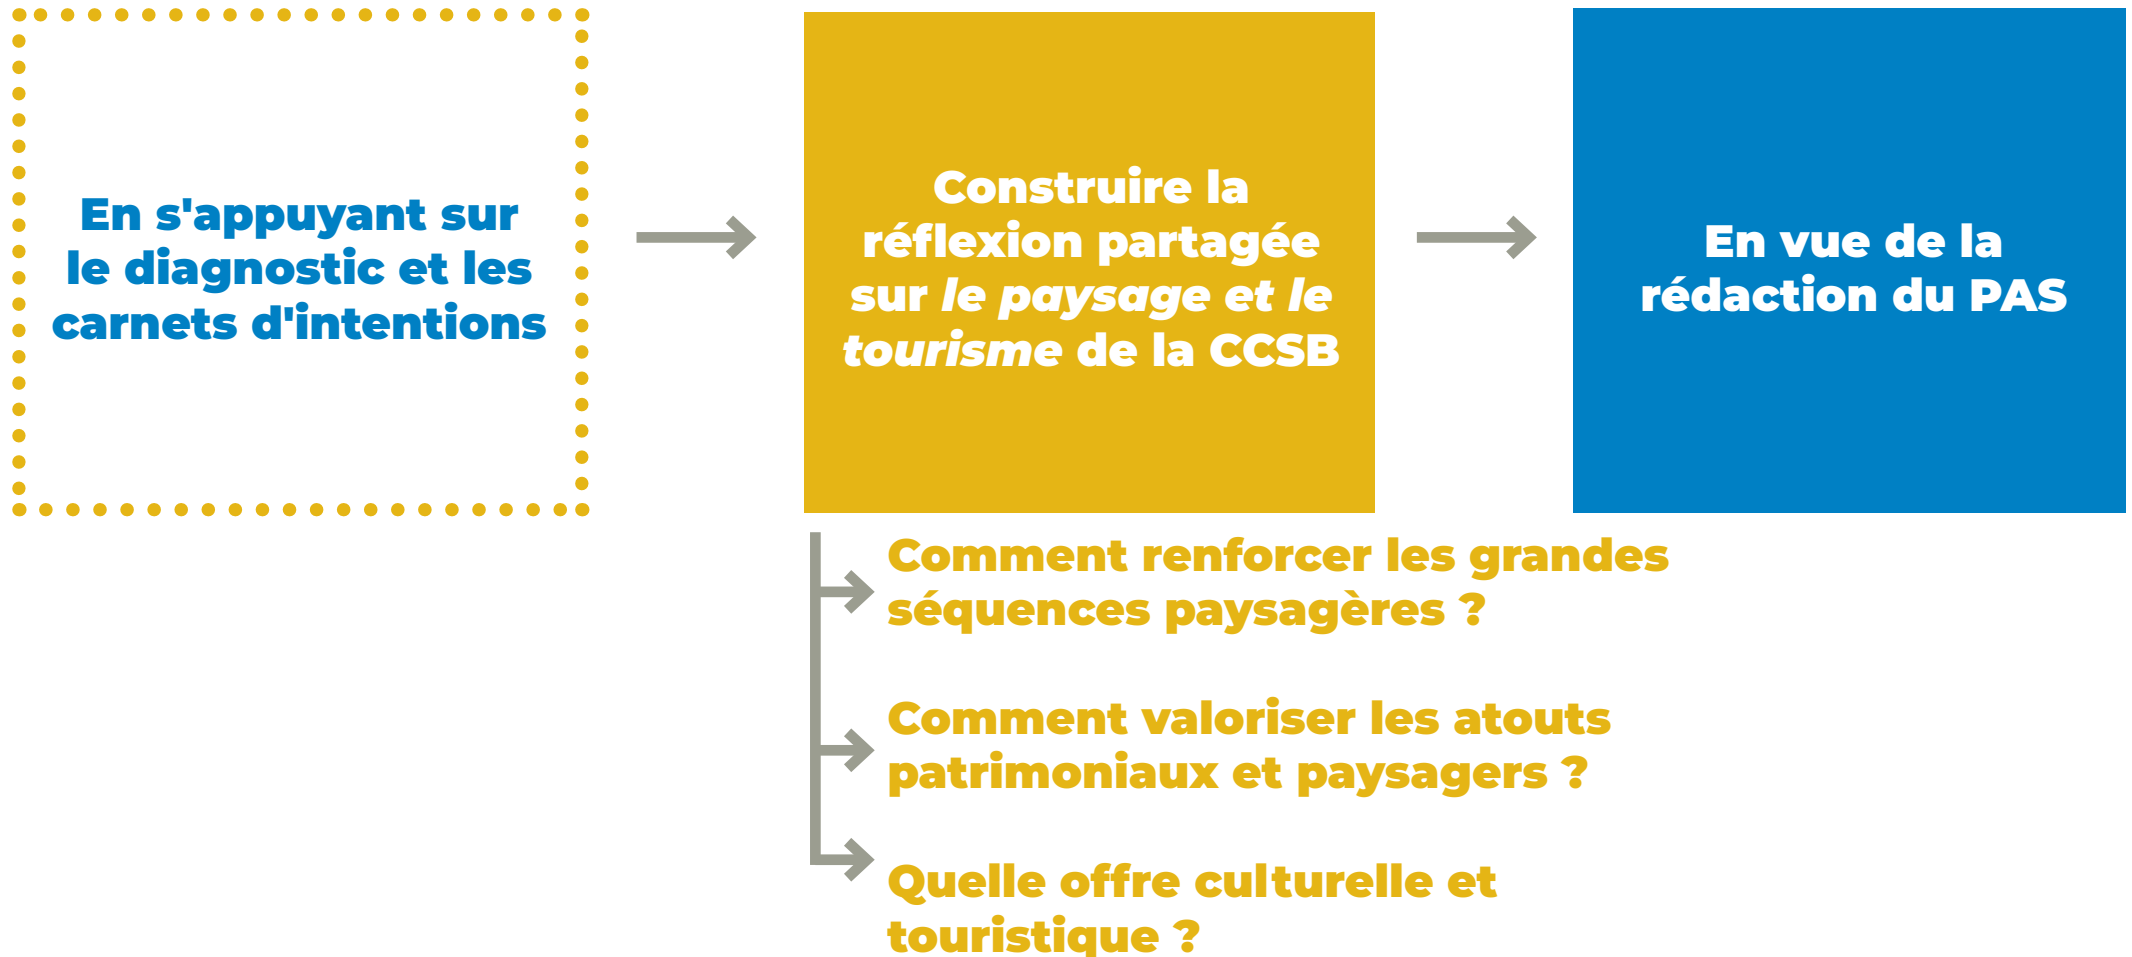 En s'appuyant sur
le diagnostic et les
carnets d'intentions
Construire la
réflexion partagée
sur le paysage et le
tourisme de la CCSB
En vue de la
rédaction du PAS
Comment renforcer les grandes
séquences paysagères ?
Comment valoriser les atouts
patrimoniaux et paysagers ?
Quelle offre culturelle et
touristique ?